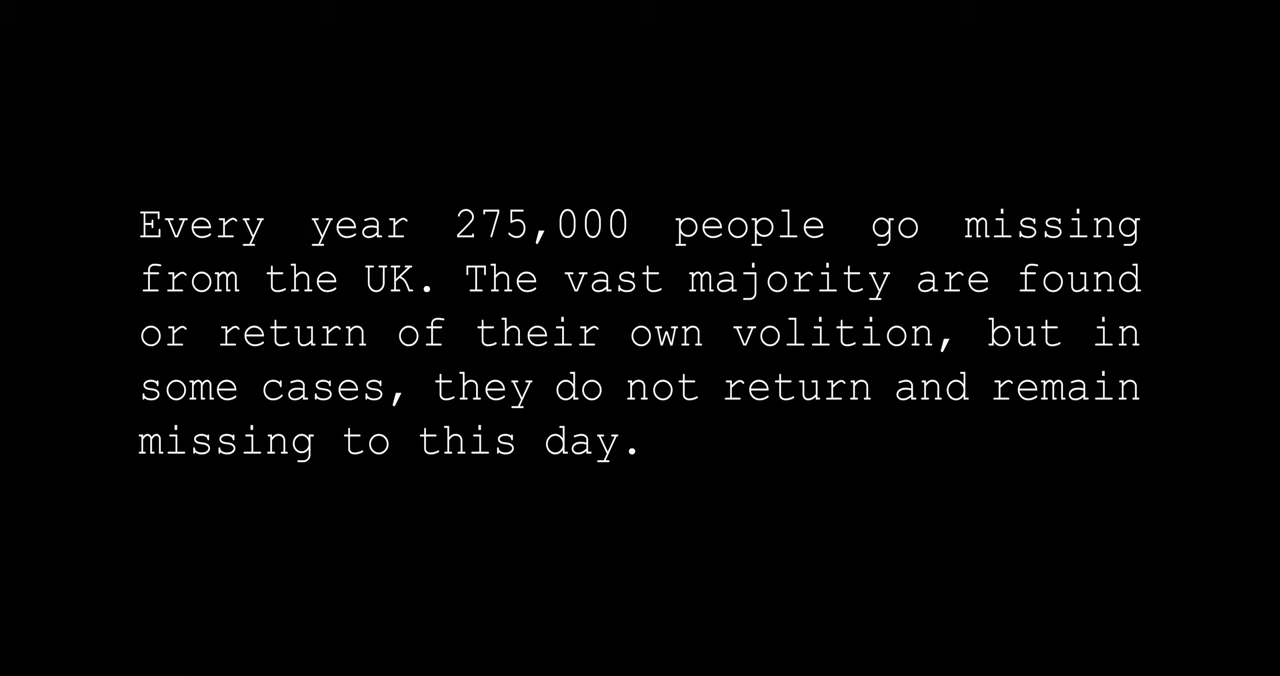 Every year 275,000 people go missing
from the UK. The vast majority are found
or return of their own volition, but in
some cases, they do not return and remain
missing to this day.